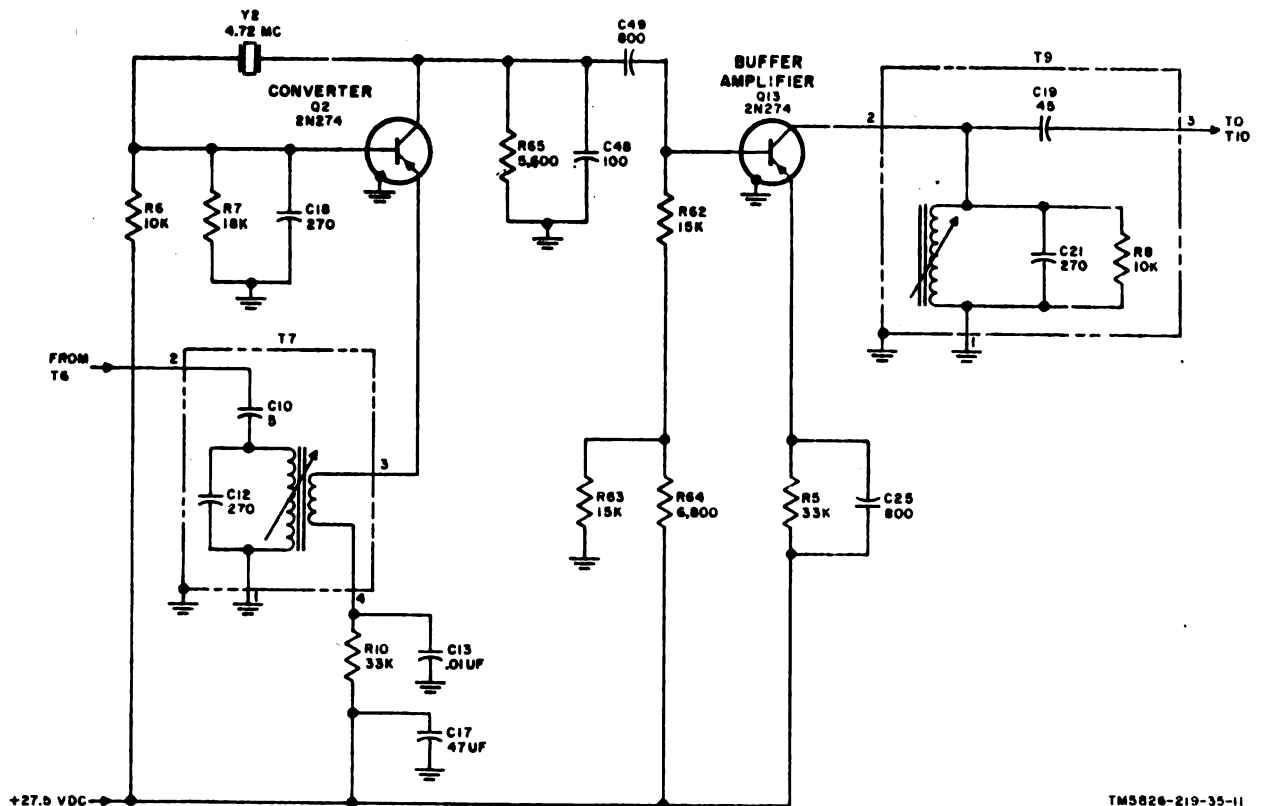 Y2
4.72 MC
CONVERTER
Q2
2N274
C49
800
BUFFER
AMPLIFIER
Q13
2N274
T9
C19
45
2
3
TO
T10
R65
5,600
C48
100
R6
10K
R7
18K
C18
270
R62
15K
C21
270
R8
10K
1
T7
FROM
T6
2
C10
5
3
C12
270
1
4
R63
15K
R64
6,800
R5
33K
C25
800
R10
33K
C13
.01UF
C17
47UF
+27.5 VDC
TM5826-219-35-11